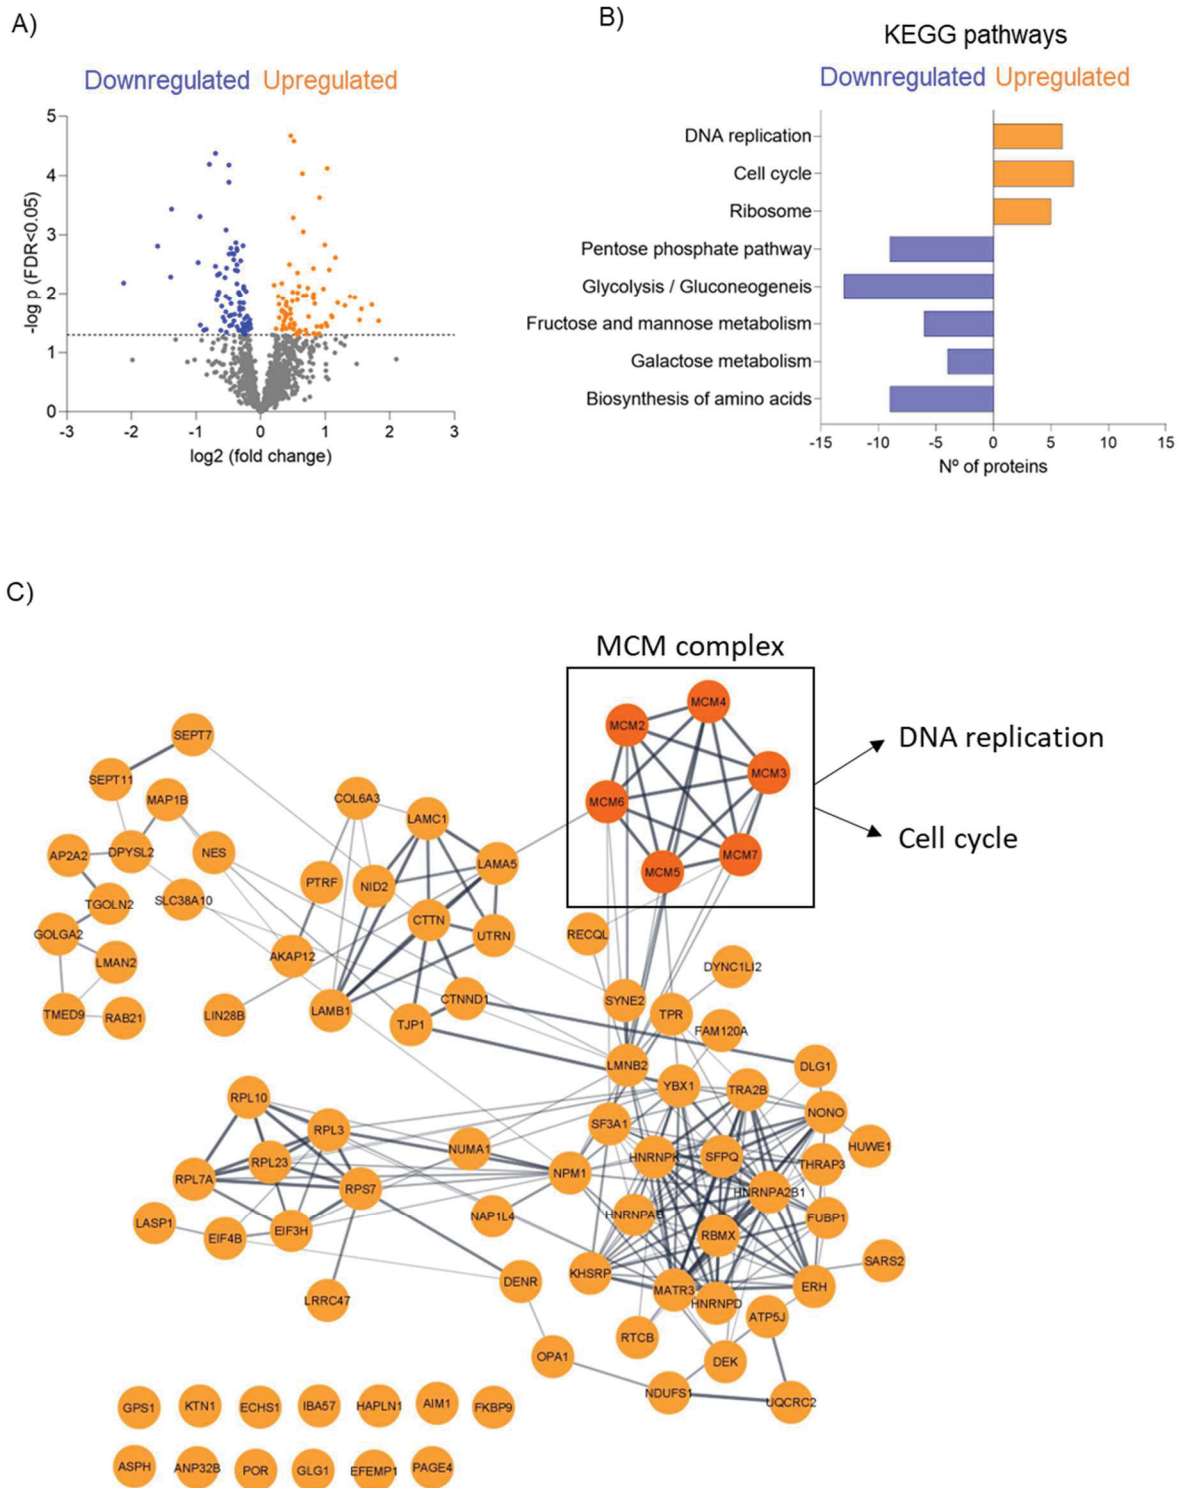 A)
Downregulated Upregulated
5
4
3
2
1
0
-log p (FDR<0.05)
-3 -2 -1 0 1 2 3
log2 (fold change)
B)
KEGG pathways
Downregulated Upregulated
DNA replication
Cell cycle
Ribosome
Pentose phosphate pathway
Glycolysis / Gluconeogeneis
Fructose and mannose metabolism
Galactose metabolism
Biosynthesis of amino acids
-15 -10 -5 0 5 10 15
Nº of proteins
C)
MCM complex
MCM4
MCM2
MCM3
MCM6
MCM7
MCM5
DNA replication
Cell cycle
SEPT7
SEPT11
MAP1B
COL6A3
LAMC1
AP2A2
DPYSL2
NES
LAMA5
PTRF
NID2
SLC38A10
TGOLN2
CTTN
GOLGA2
UTRN
RECQL
LMAN2
AKAP12
DYNC1LI2
TMED9
RAB21
LIN28B
LAMB1
TJP1
CTNND1
SYNE2
TPR
FAM120A
LMNB2
DLG1
YBX1
TRA2B
RPL10
NONO
RPL3
SF3A1
NUMA1
HUWE1
RPL23
HNRNPK
SFPQ
THRAP3
RPL7A
NPM1
RPS7
HNRNPA2B1
LASP1
NAP1L4
HNRNPAB
FUBP1
EIF4B
EIF3H
RBMX
SARS2
KHSRP
DENR
MATR3
ERH
LRRC47
HNRNPD
ATP5J
RTCB
OPA1
DEK
NDUFS1
UQCRC2
GPS1 KTN1 ECHS1 IBA57 HAPLN1 AIM1 FKBP9
ASPH ANP32B POR GLG1 EFEMP1 PAGE4